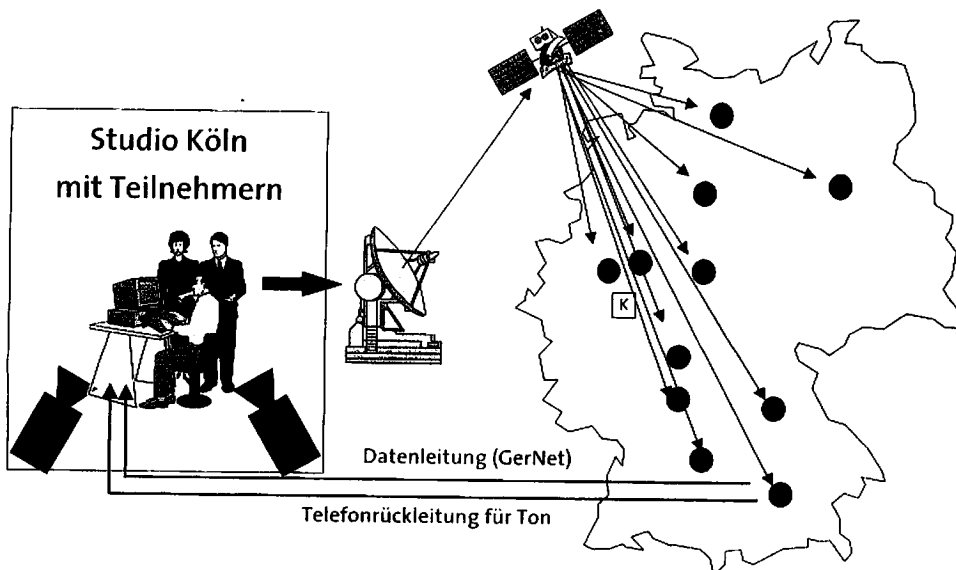 Studio Köln
mit Teilnehmern
K
Datenleitung (GerNet)
Telefonrückleitung für Ton